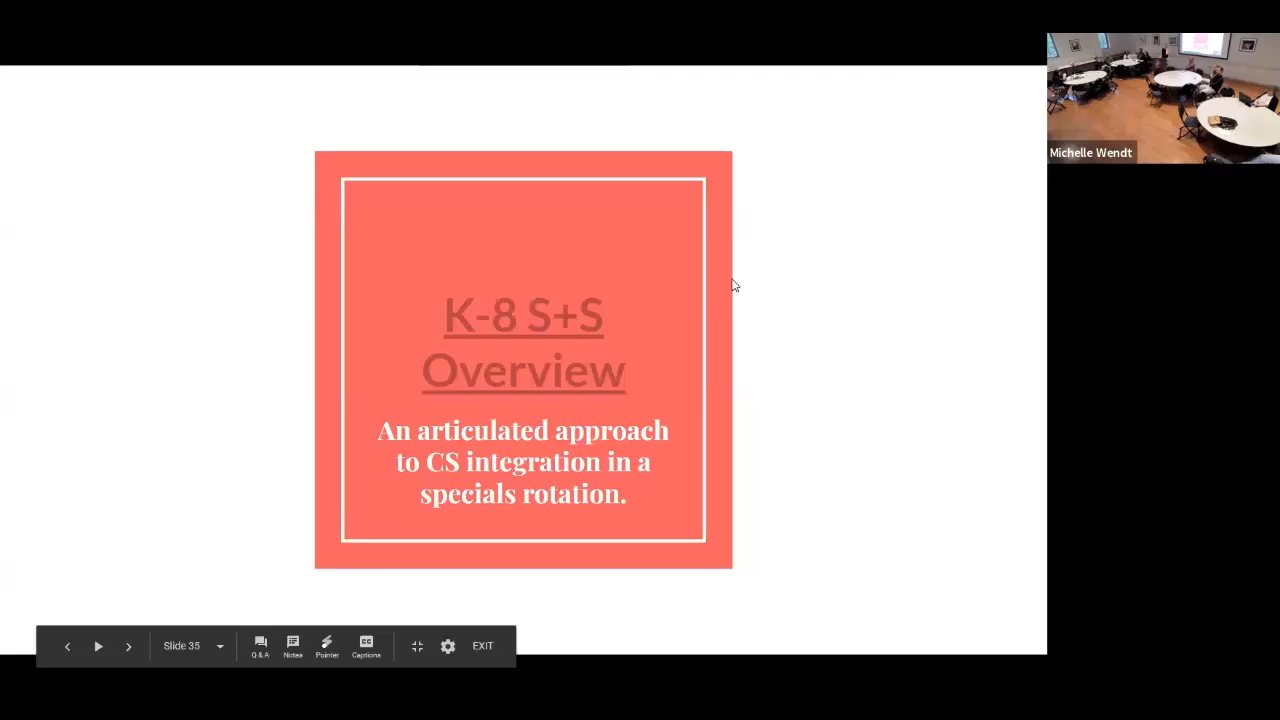 K-8 S+S
Overview
An articulated approach
to CS integration in a
specials rotation.
Michelle Wendt
Slide 35
Q & A
Notes
Pointer
Captions
EXIT